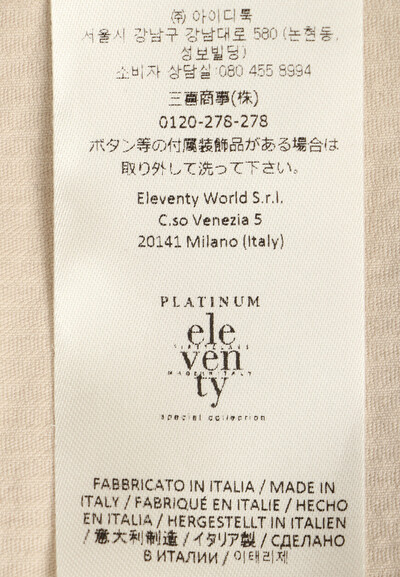 ㈜ 아이디룩
서울시 강남구 강남대로 580 (논현동,
성보빌딩)
소비자 상담실:080 455 8994
三喜商事(株)
0120-278-278
ボタン等の付属装飾品がある場合は
取り外して洗って下さい。
Eleventy World S.r.l.
C.so Venezia 5
20141 Milano (Italy)
PLATINUM
ele
ven
MADE IN ITALY
ty
special collection
FABBRICATO IN ITALIA / MADE IN
ITALY / FABRIQUÉ EN ITALIE / HECHO
EN ITALIA / HERGESTELLT IN ITALIEN
/ 意大利制造 / イタリア製 / СДЕЛАНО
В ИТАЛИИ / 이태리제